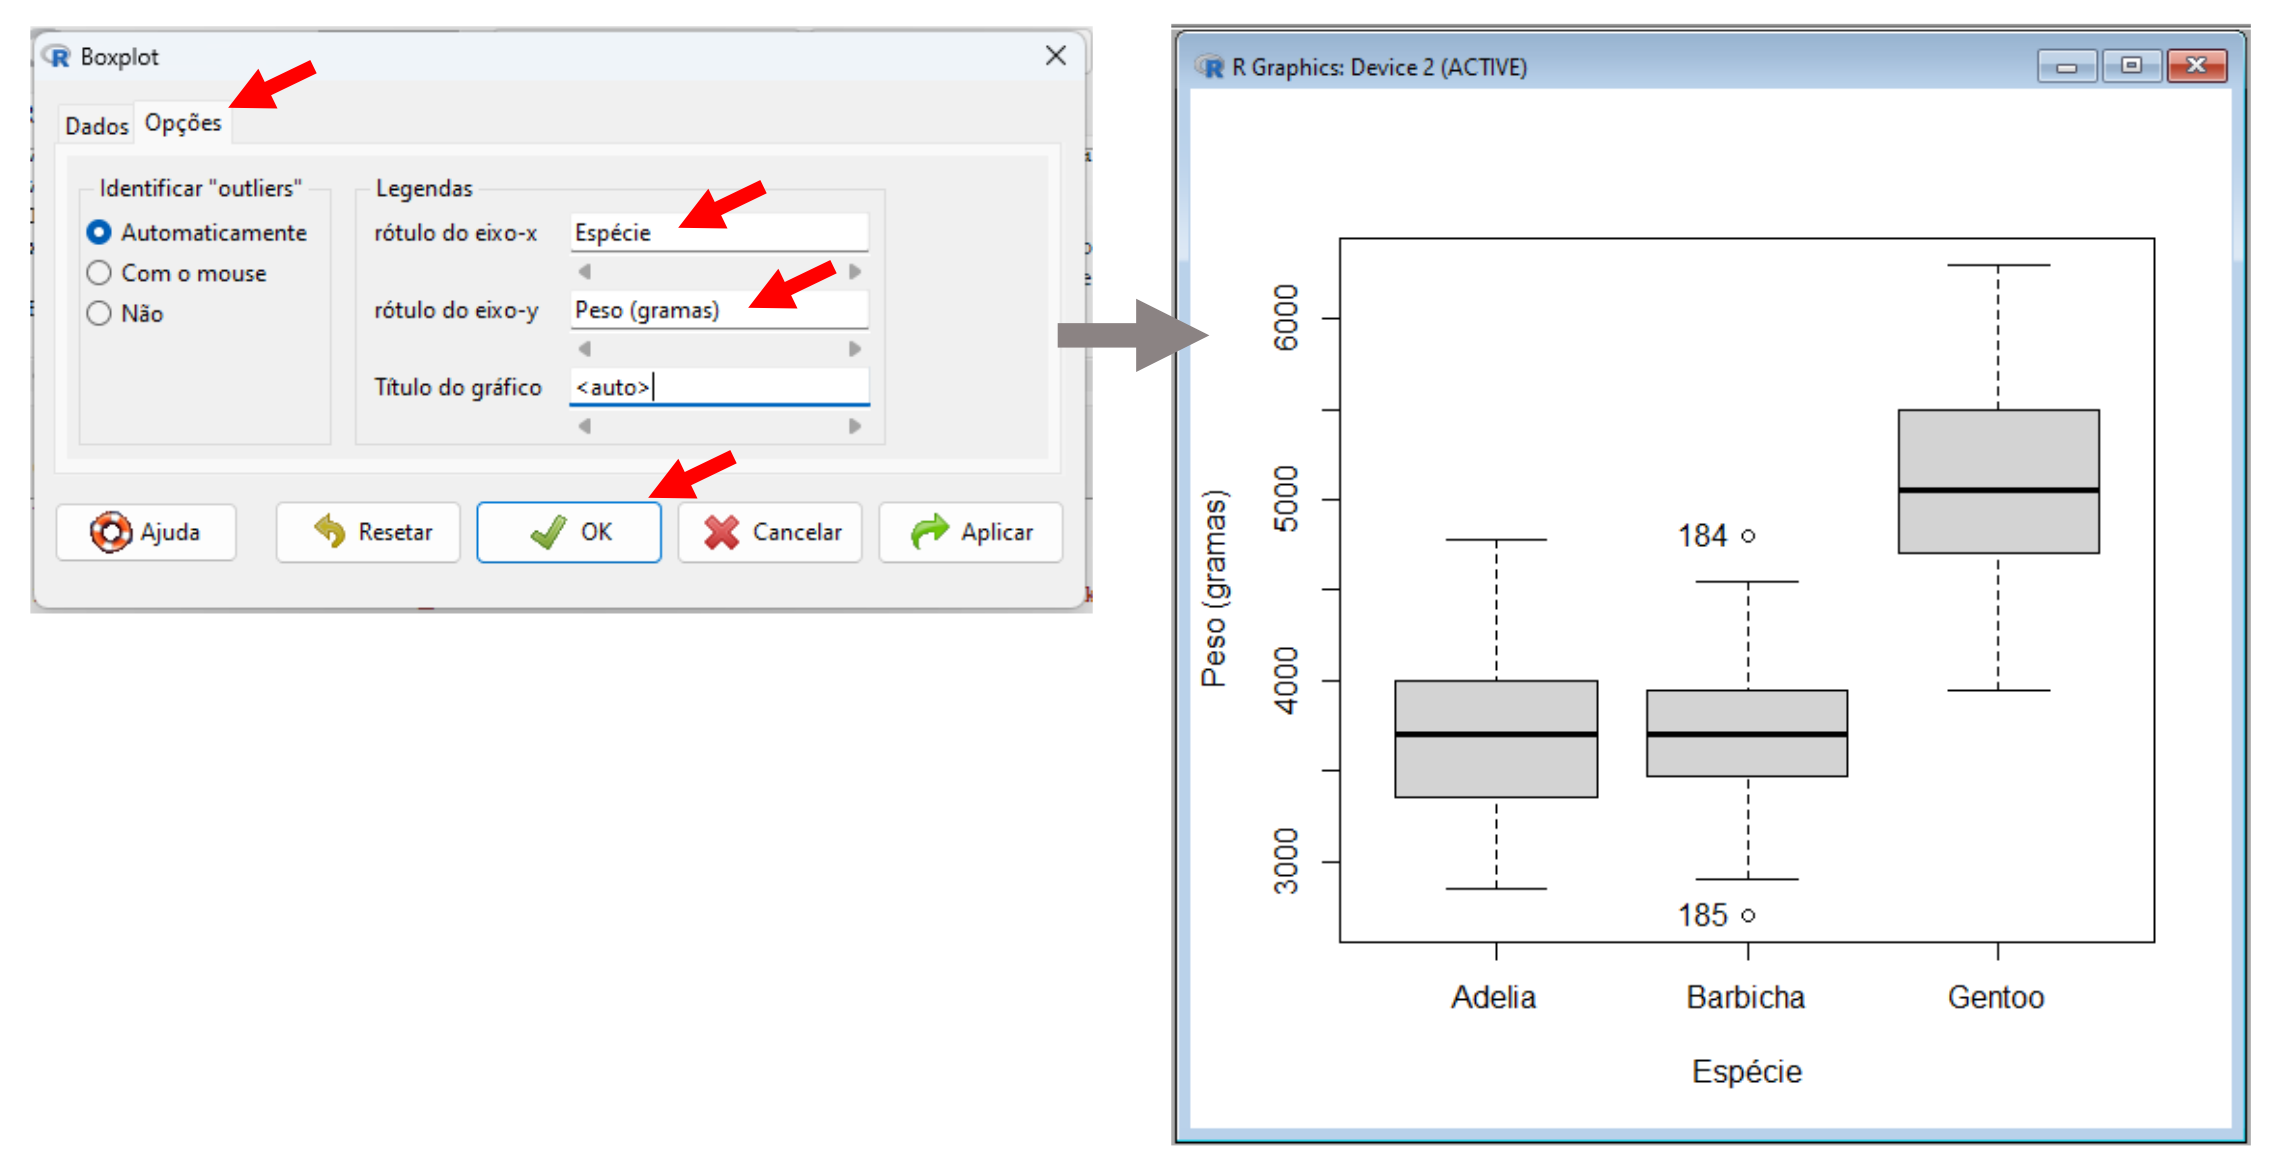 Boxplot
Dados Opções
Identificar "outliers"
Automaticamente
Com o mouse
Não
Legendas
rótulo do eixo-x Espécie
rótulo do eixo-y Peso (gramas)
Título do gráfico <auto>
Ajuda Resetar OK Cancelar Aplicar
R Graphics: Device 2 (ACTIVE)
Peso (gramas)
6000
5000
4000
3000
184
185
Adelia Barbicha Gentoo
Espécie